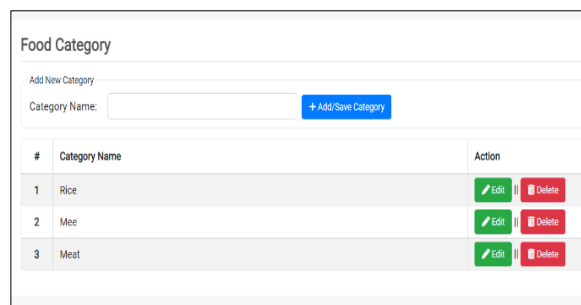 Food Category
Add New Category
Category Name: + Add/Save Category
# Category Name Action
1 Rice Edit || Delete
2 Mee Edit || Delete
3 Meat Edit || Delete